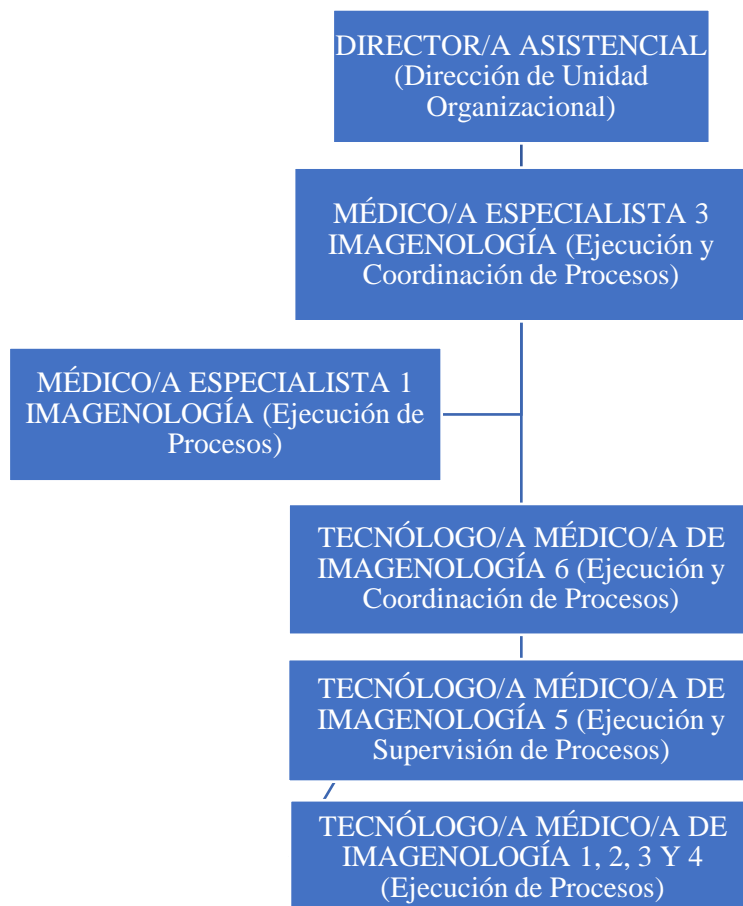 DIRECTOR/A ASISTENCIAL
(Dirección de Unidad
Organizacional)
MÉDICO/A ESPECIALISTA 3
IMAGENOLOGÍA (Ejecución y
Coordinación de Procesos)
MÉDICO/A ESPECIALISTA 1
IMAGENOLOGÍA (Ejecución de
Procesos)
TECNÓLOGO/A MÉDICO/A DE
IMAGENOLOGÍA 6 (Ejecución y
Coordinación de Procesos)
TECNÓLOGO/A MÉDICO/A DE
IMAGENOLOGÍA 5 (Ejecución y
Supervisión de Procesos)
TECNÓLOGO/A MÉDICO/A DE
IMAGENOLOGÍA 1, 2, 3 Y 4
(Ejecución de Procesos)